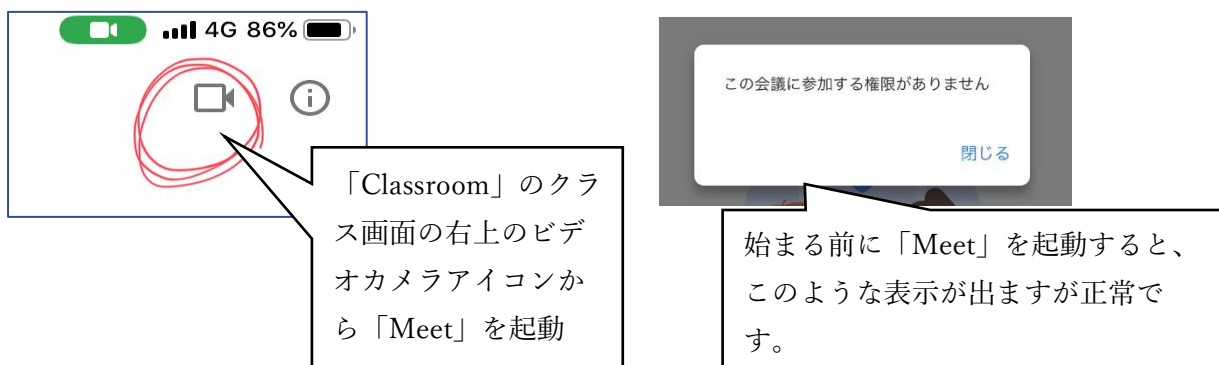 4G 86%
「Classroom」のクラ
ス画面の右上のビデ
オカメラアイコンか
ら「Meet」を起動
この会議に参加する権限がありません
閉じる
始まる前に「Meet」を起動すると、
このような表示が出ますが正常で
す。